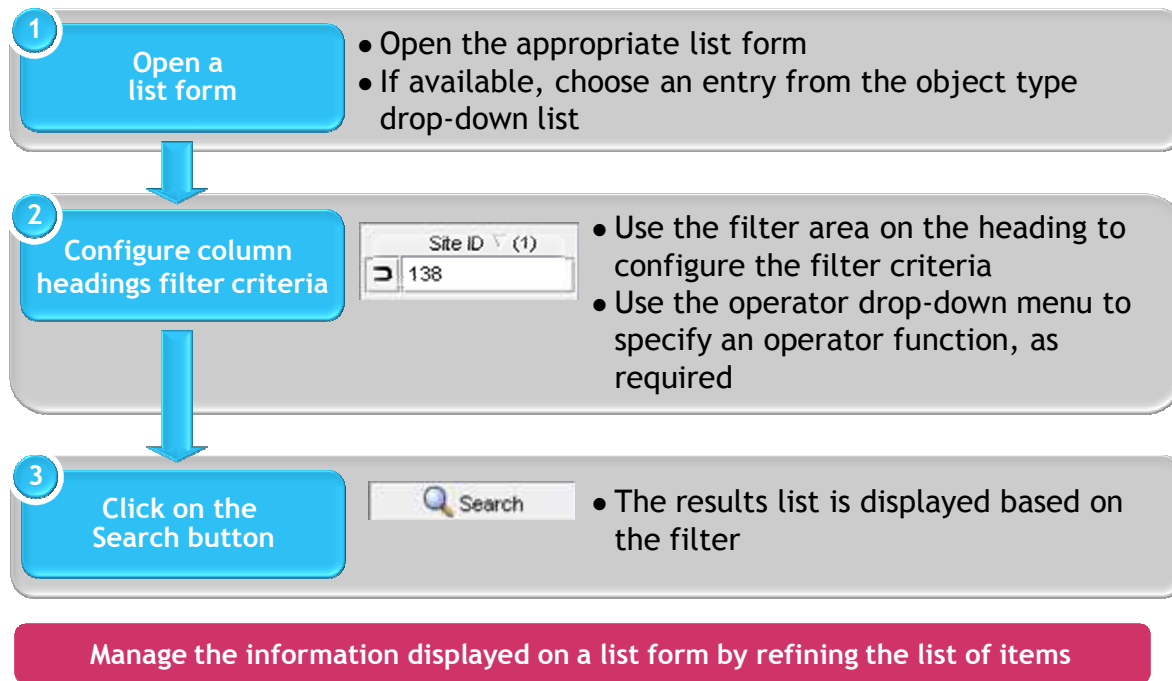 1
Open a
list form
● Open the appropriate list form
● If available, choose an entry from the object type
drop-down list
2
Configure column
headings filter criteria
Site ID ▽ (1)
⊐ 138
● Use the filter area on the heading to
configure the filter criteria
● Use the operator drop-down menu to
specify an operator function, as
required
3
Click on the
Search button
Search
● The results list is displayed based on
the filter
Manage the information displayed on a list form by refining the list of items